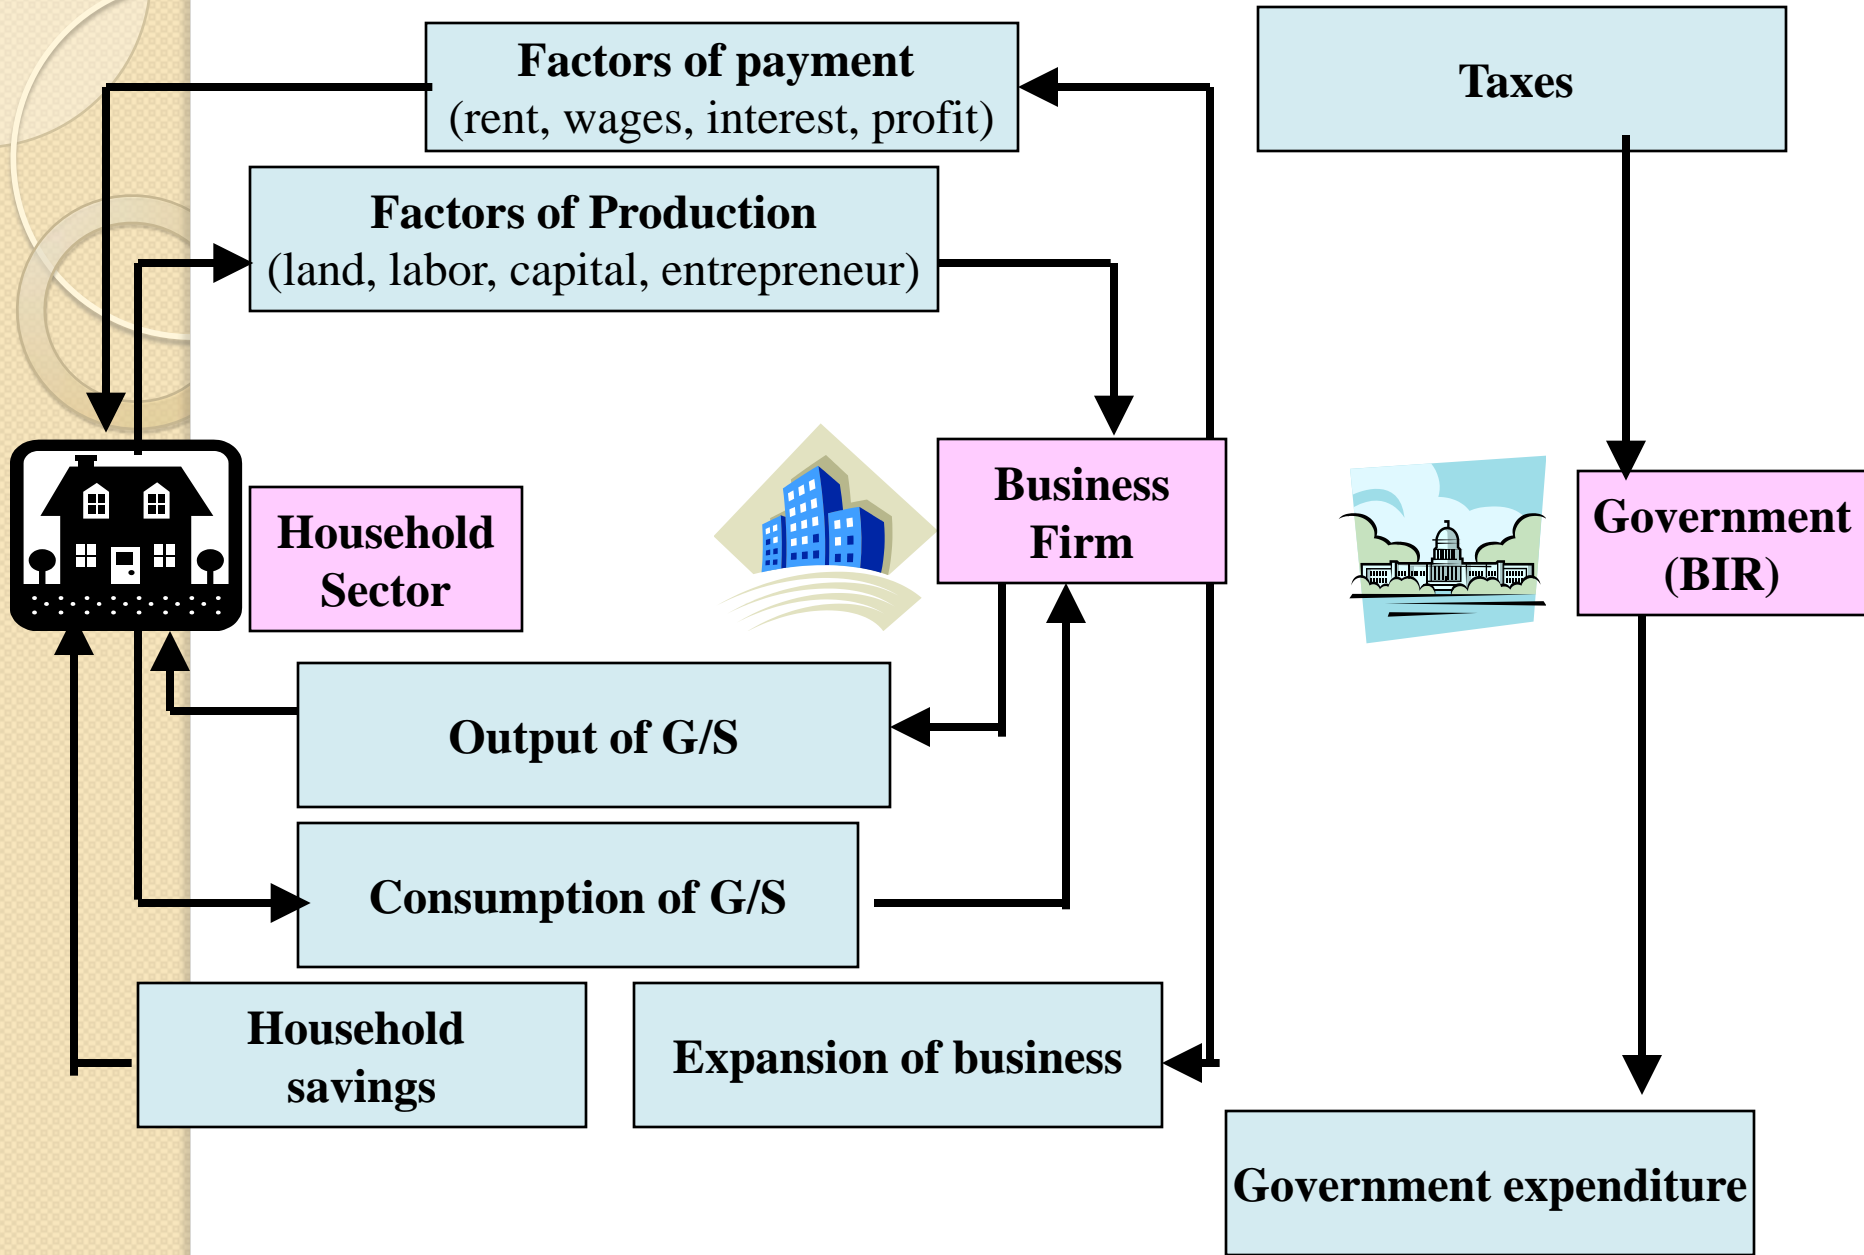 Factors of payment
(rent, wages, interest, profit)
Taxes
Factors of Production
(land, labor, capital, entrepreneur)
Household
Sector
Business
Firm
Government
(BIR)
Output of G/S
Consumption of G/S
Household
savings
Expansion of business
Government expenditure